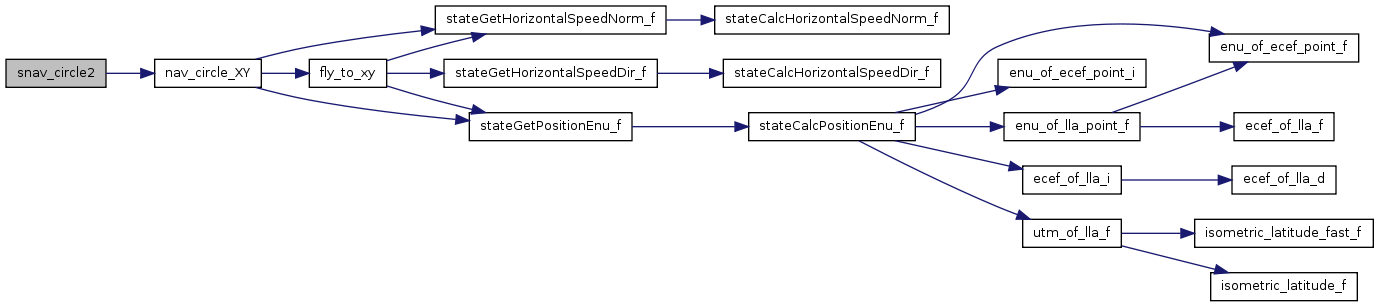 snav_circle2
nav_circle_XY
fly_to_xy
stateGetHorizontalSpeedNorm_f
stateCalcHorizontalSpeedNorm_f
stateGetHorizontalSpeedDir_f
stateCalcHorizontalSpeedDir_f
stateGetPositionEnu_f
stateCalcPositionEnu_f
enu_of_ecef_point_f
enu_of_ecef_point_i
enu_of_lla_point_f
ecef_of_lla_f
ecef_of_lla_i
ecef_of_lla_d
utm_of_lla_f
isometric_latitude_fast_f
isometric_latitude_f